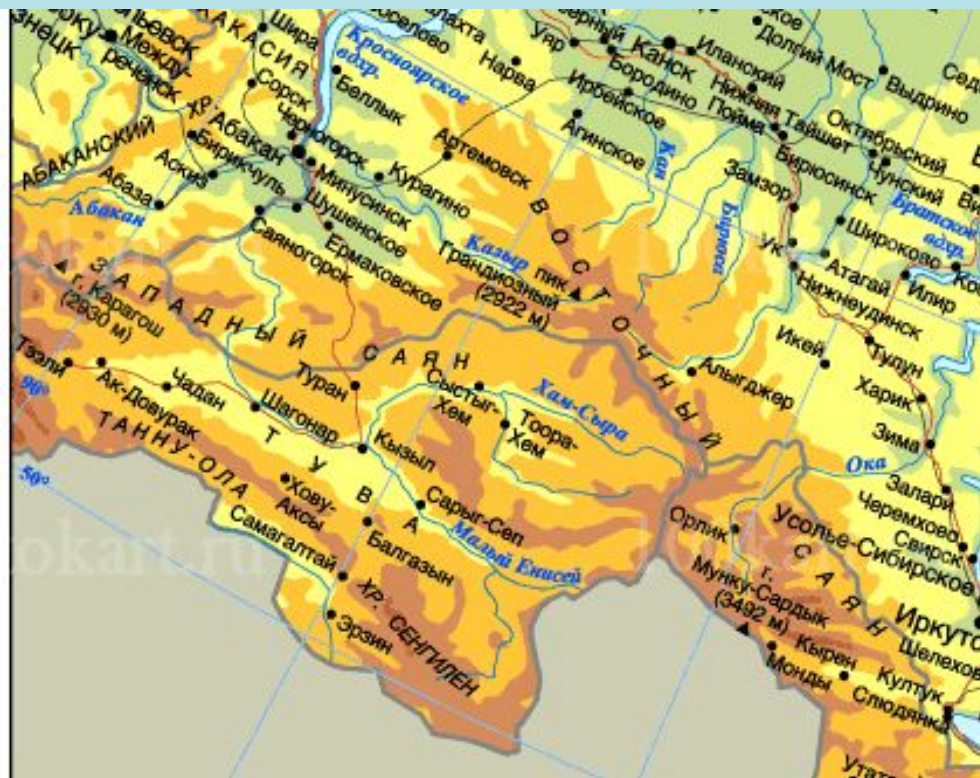 ХАКАСИЯ
Шира
Красноярское
вдхр.
Нарва
Уяр
Канск
Иланский
Долгий Мост
Выдрино
Между-
реченск
Сорск
Беллык
Бородино
Ирбейское
Агинское
Нижняя
Пойма
Тайшет
Октябрьский
Чунский
АБАКАНСКИЙ ХР.
Абакан
Черногорск
Артемовск
Кан
Бирюсинск
Бирикчуль
Аскиз
Абаза
Минусинск
Курагино
Замзор
Братское
вдхр.
Абакан
Шушенское
Ермаковское
Саяногорск
Казыр
Бирюса
Широково
пик
Грандиозный
(2922 м)
Ук
Атагай
Нижнеудинск
Илир
г. Карагош
(2930 м)
ЗАПАДНЫЙ САЯН
ВОСТОЧНЫЙ САЯН
Икей
Тулун
Тээли
90°
Ак-Довурак
Чадан
Шагонар
Туран
Сыстыг-
Хем
Хам-Сыра
Алыгджер
Харик
Зима
ТАННУ-ОЛА
ТУВА
Кызыл
Тоора-
Хем
Ока
Залари
Черемхово
Свирск
50°
Хову-
Аксы
Сарыг-Сеп
Орлик
Усолье-Сибирское
Самагалтай
Балгазын
Малый Енисей
г.
Мунку-Сардык
(3492 м)
Эрзин
ХР. СЕНГИЛЕН
Шелехов
Монды
Кырен
Култук
Слюдянка